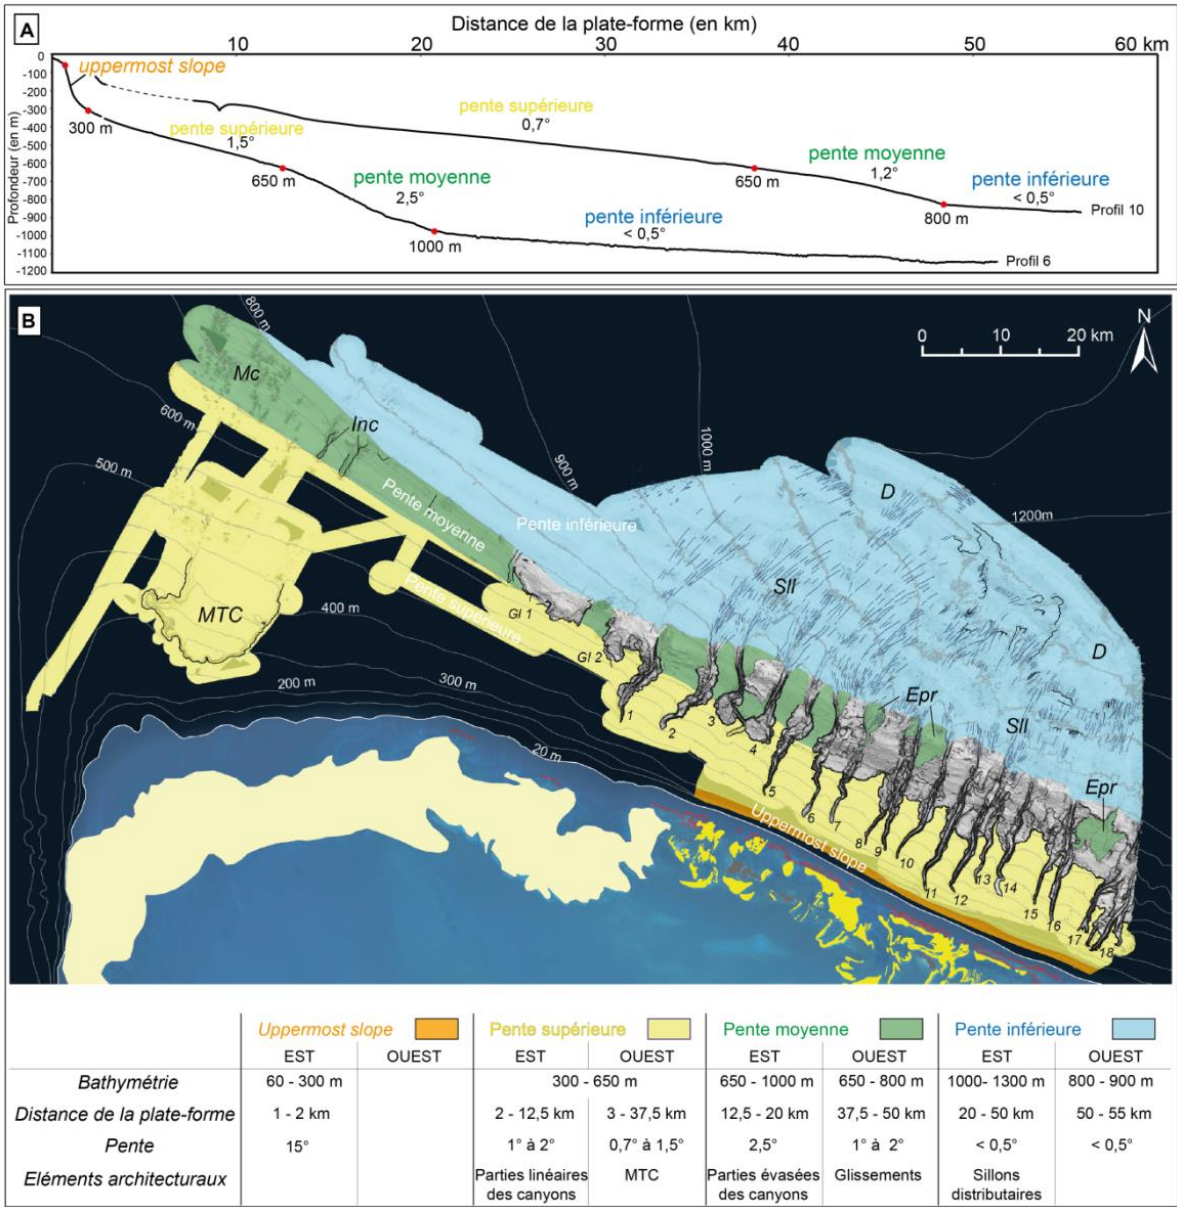 A
Distance de la plate-forme (en km)
10 20 30 40 50 60 km
Profondeur (en m)
0
-100
-200
-300
-400
-500
-600
-700
-800
-900
-1000
-1100
-1200
uppermost slope
300 m
pente supérieure
1,5°
650 m
pente moyenne
2,5°
1000 m
pente inférieure
< 0,5°
Profil 6
pente supérieure
0,7°
650 m
pente moyenne
1,2°
800 m
pente inférieure
< 0,5°
Profil 10
B
N
0 10 20 km
800 m
Mc
Inc
600 m
500 m
900 m
1000 m
1200m
D
Pente moyenne
Pente inférieure
Sll
MTC
Pente supérieure
400 m
Gl 1
Gl 2
D
200 m
300 m
20 m
Epr
Sll
Epr
Uppermost slope
1
2
3
4
5
6
7
8
9
10
11
12
13
14
15
16
17
18
Uppermost slope Pente supérieure Pente moyenne Pente inférieure
EST OUEST EST OUEST EST OUEST EST OUEST
Bathymétrie 60 - 300 m 300 - 650 m 650 - 1000 m 650 - 800 m 1000- 1300 m 800 - 900 m
Distance de la plate-forme 1 - 2 km 2 - 12,5 km 3 - 37,5 km 12,5 - 20 km 37,5 - 50 km 20 - 50 km 50 - 55 km
Pente 15° 1° à 2° 0,7° à 1,5° 2,5° 1° à 2° < 0,5° < 0,5°
Eléments architecturaux Parties linéaires MTC Parties évasées Glissements Sillons
des canyons des canyons distributaires